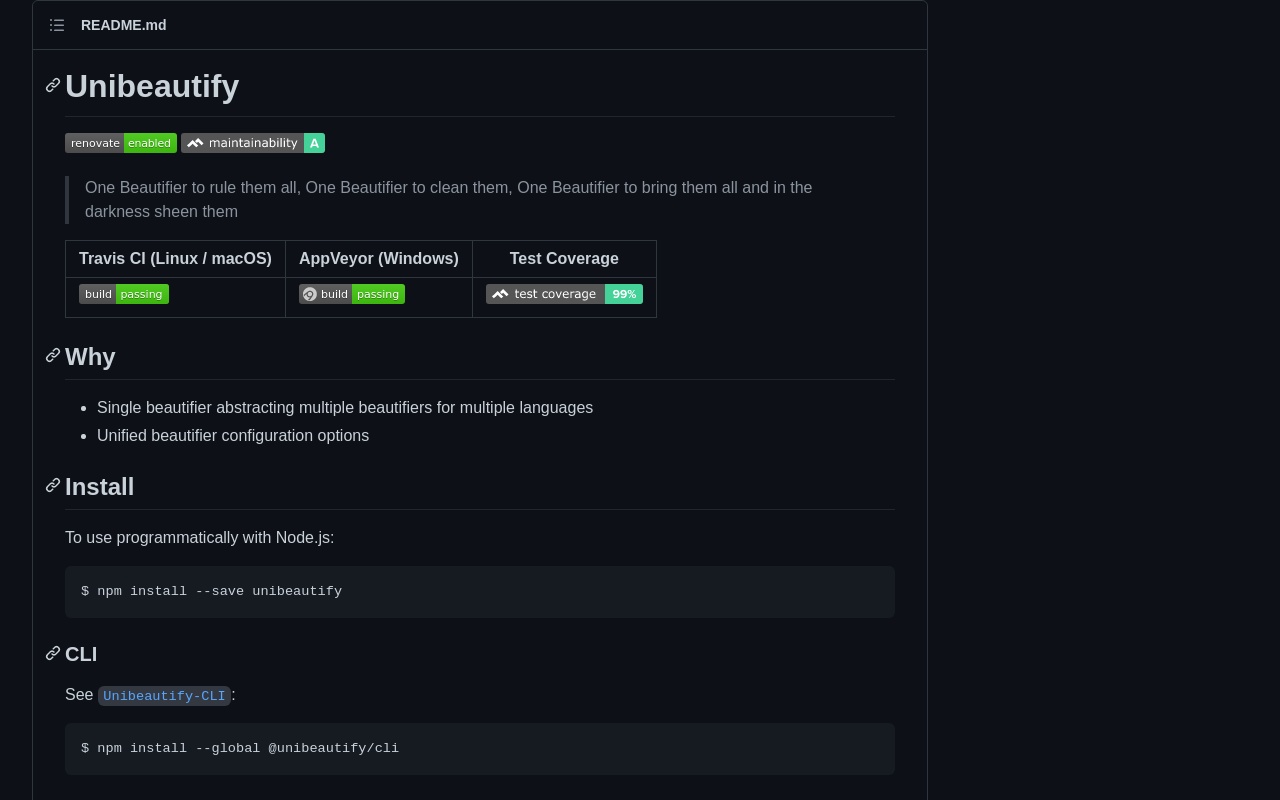 README.md
Unibeautify
renovate enabled maintainability A
One Beautifier to rule them all, One Beautifier to clean them, One Beautifier to bring them all and in the
darkness sheen them
Travis CI (Linux / macOS) AppVeyor (Windows) Test Coverage
build passing build passing test coverage 99%
Why
• Single beautifier abstracting multiple beautifiers for multiple languages
• Unified beautifier configuration options
Install
To use programmatically with Node.js:
$ npm install --save unibeautify
CLI
See Unibeautify-CLI:
$ npm install --global @unibeautify/cli